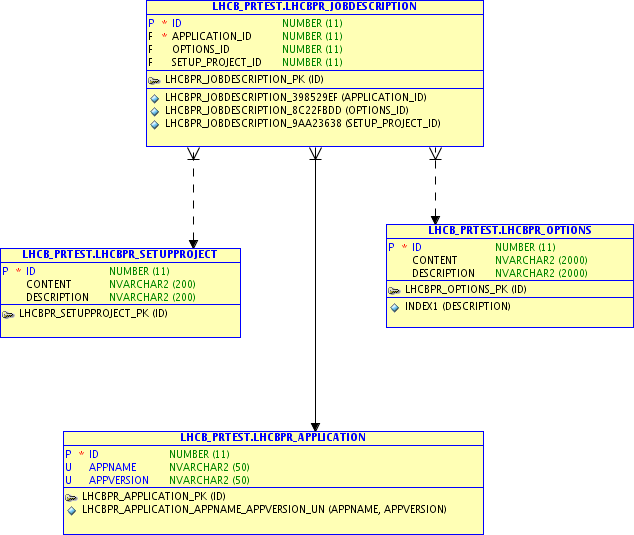 LHCB_PRTEST.LHCBPR_JOBDESCRIPTION
P * ID NUMBER (11)
F * APPLICATION_ID NUMBER (11)
F OPTIONS_ID NUMBER (11)
F SETUP_PROJECT_ID NUMBER (11)
LHCBPR_JOBDESCRIPTION_PK (ID)
LHCBPR_JOBDESCRIPTION_398529EF (APPLICATION_ID)
LHCBPR_JOBDESCRIPTION_8C22FBDD (OPTIONS_ID)
LHCBPR_JOBDESCRIPTION_9AA23638 (SETUP_PROJECT_ID)
LHCB_PRTEST.LHCBPR_SETUPPROJECT
P * ID NUMBER (11)
CONTENT NVARCHAR2 (200)
DESCRIPTION NVARCHAR2 (200)
LHCBPR_SETUPPROJECT_PK (ID)
LHCB_PRTEST.LHCBPR_OPTIONS
P * ID NUMBER (11)
CONTENT NVARCHAR2 (2000)
DESCRIPTION NVARCHAR2 (2000)
LHCBPR_OPTIONS_PK (ID)
INDEX1 (DESCRIPTION)
LHCB_PRTEST.LHCBPR_APPLICATION
P * ID NUMBER (11)
U APPNAME NVARCHAR2 (50)
U APPVERSION NVARCHAR2 (50)
LHCBPR_APPLICATION_PK (ID)
LHCBPR_APPLICATION_APPNAME_APPVERSION_UN (APPNAME, APPVERSION)